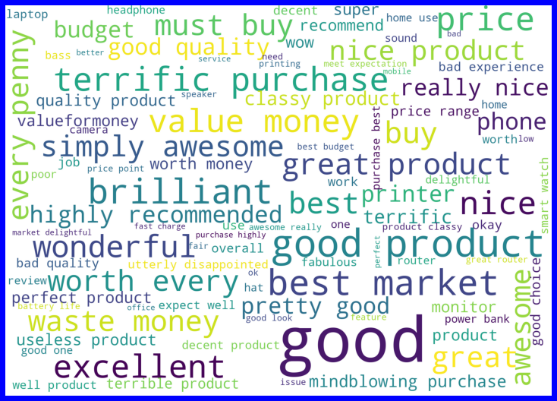 laptop headphone decent super home use price
budget must buy recommend
bass good quality wow sound bad
better service need nice product
printing meet expectation bad experience
terrific purchase mobile really nice
quality product speaker classy product home
every penny valueformoney value money price range phone
camera buy worth low
simply awesome best budget purchase best
job worth money great product
poor price point work delightful smart watch
brilliant best printer nice
highly recommended terrific
market delightful fast charge use awesome really one product classy okay
purchase highly
wonderful fair overall good product perfect router great router
bad quality utterly disappointed fabulous
review worth every ok best market good choice
perfect product hat
battery life office expect well pretty good monitor awesome
waste money good look feature power bank
useless product decent product good product
good one great
excellent issue
well product terrible product mindblowing purchase